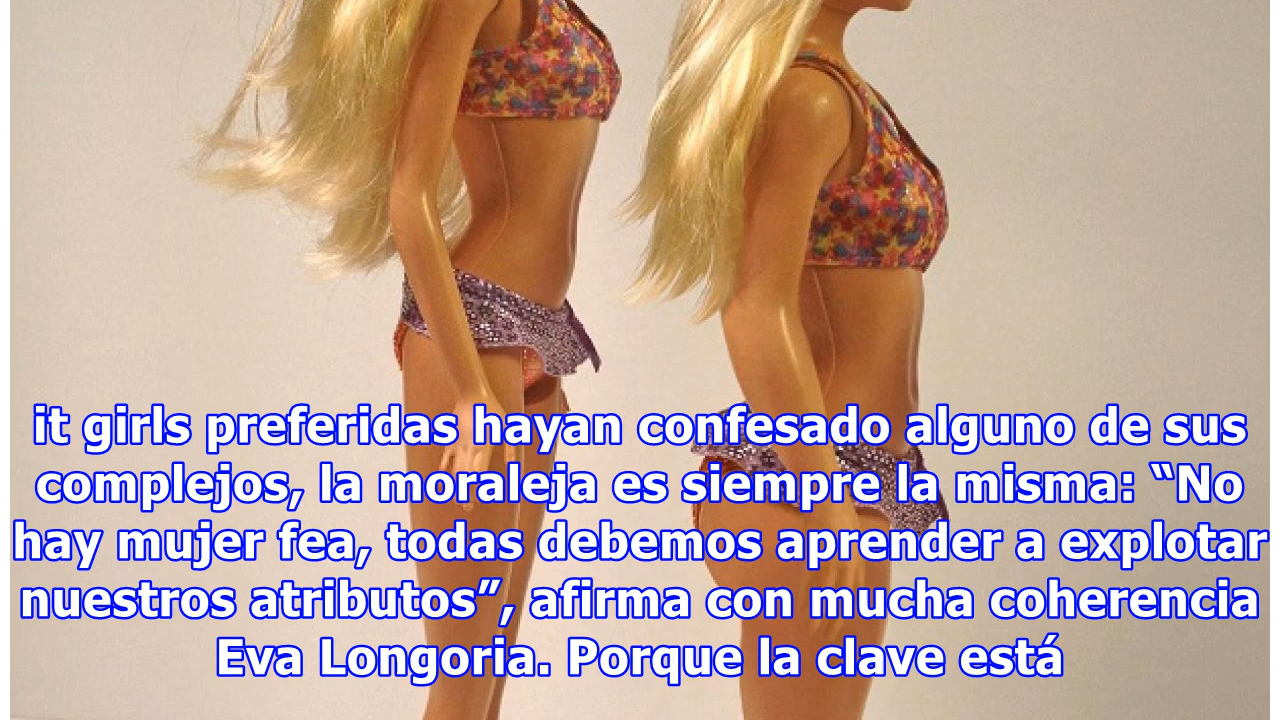 it girls preferidas hayan confesado alguno de sus
complejos, la moraleja es siempre la misma: “No
hay mujer fea, todas debemos aprender a explotar
nuestros atributos”, afirma con mucha coherencia
Eva Longoria. Porque la clave está